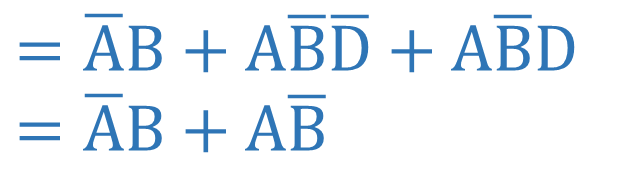 = A̅B + AB̅D̅ + AB̅D
= A̅B + AB̅